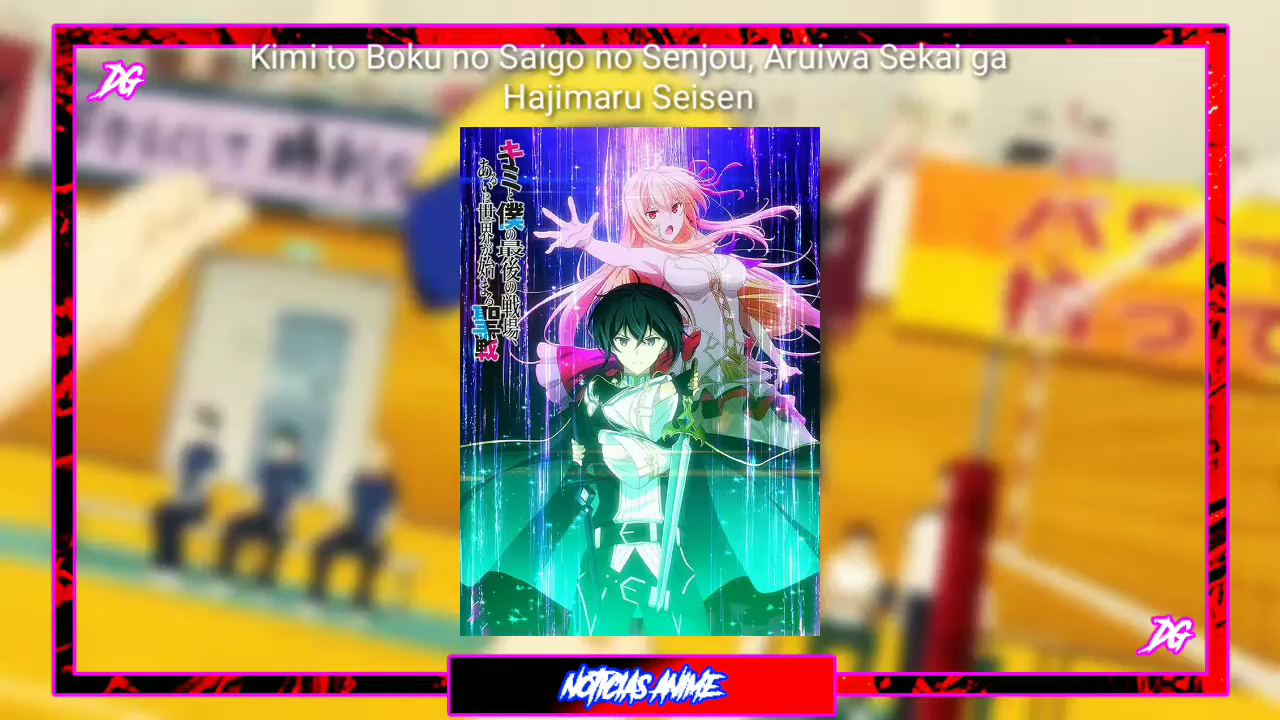 Kimi to Boku no Saigo no Senjou, Aruiwa Sekai ga
Hajimaru Seisen
DG
キミと僕の最後の戦場、
あるいは世界が始まる聖戦
DG
NOTICIAS ANIME